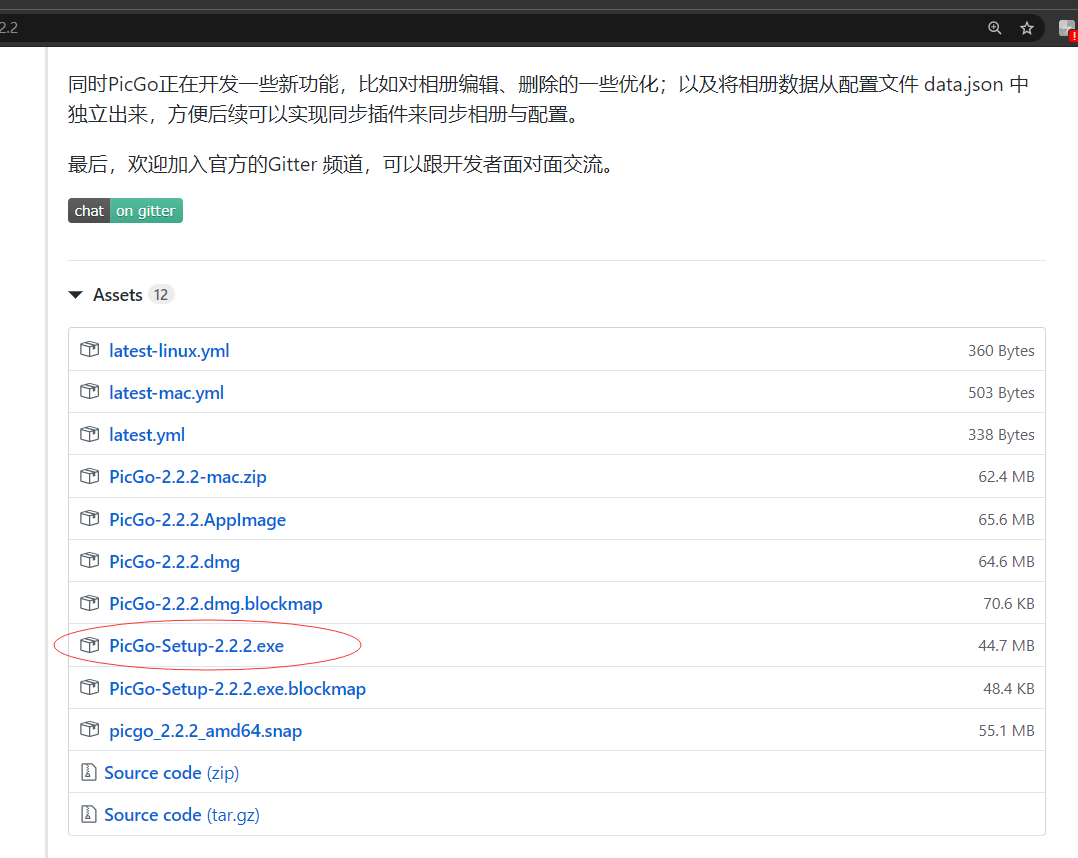 2.2
同时PicGo正在开发一些新功能，比如对相册编辑、删除的一些优化；以及将相册数据从配置文件 data.json 中
独立出来，方便后续可以实现同步插件来同步相册与配置。
最后，欢迎加入官方的Gitter 频道，可以跟开发者面对面交流。
chat on gitter
Assets 12
latest-linux.yml 360 Bytes
latest-mac.yml 503 Bytes
latest.yml 338 Bytes
PicGo-2.2.2-mac.zip 62.4 MB
PicGo-2.2.2.AppImage 65.6 MB
PicGo-2.2.2.dmg 64.6 MB
PicGo-2.2.2.dmg.blockmap 70.6 KB
PicGo-Setup-2.2.2.exe 44.7 MB
PicGo-Setup-2.2.2.exe.blockmap 48.4 KB
picgo_2.2.2_amd64.snap 55.1 MB
Source code (zip)
Source code (tar.gz)